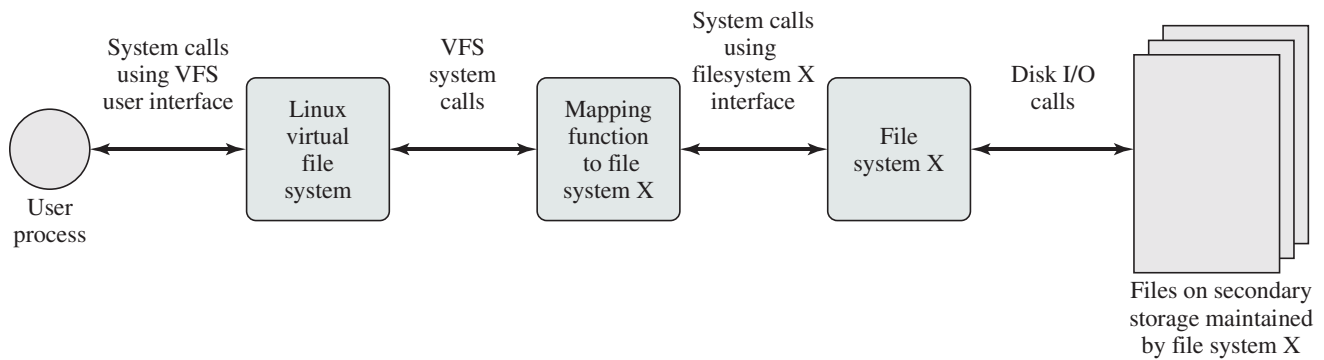 System calls
using VFS
user interface
VFS
system
calls
System calls
using
filesystem X
interface
Disk I/O
calls
User
process
Linux
virtual
file
system
Mapping
function
to file
system X
File
system X
Files on secondary
storage maintained
by file system X